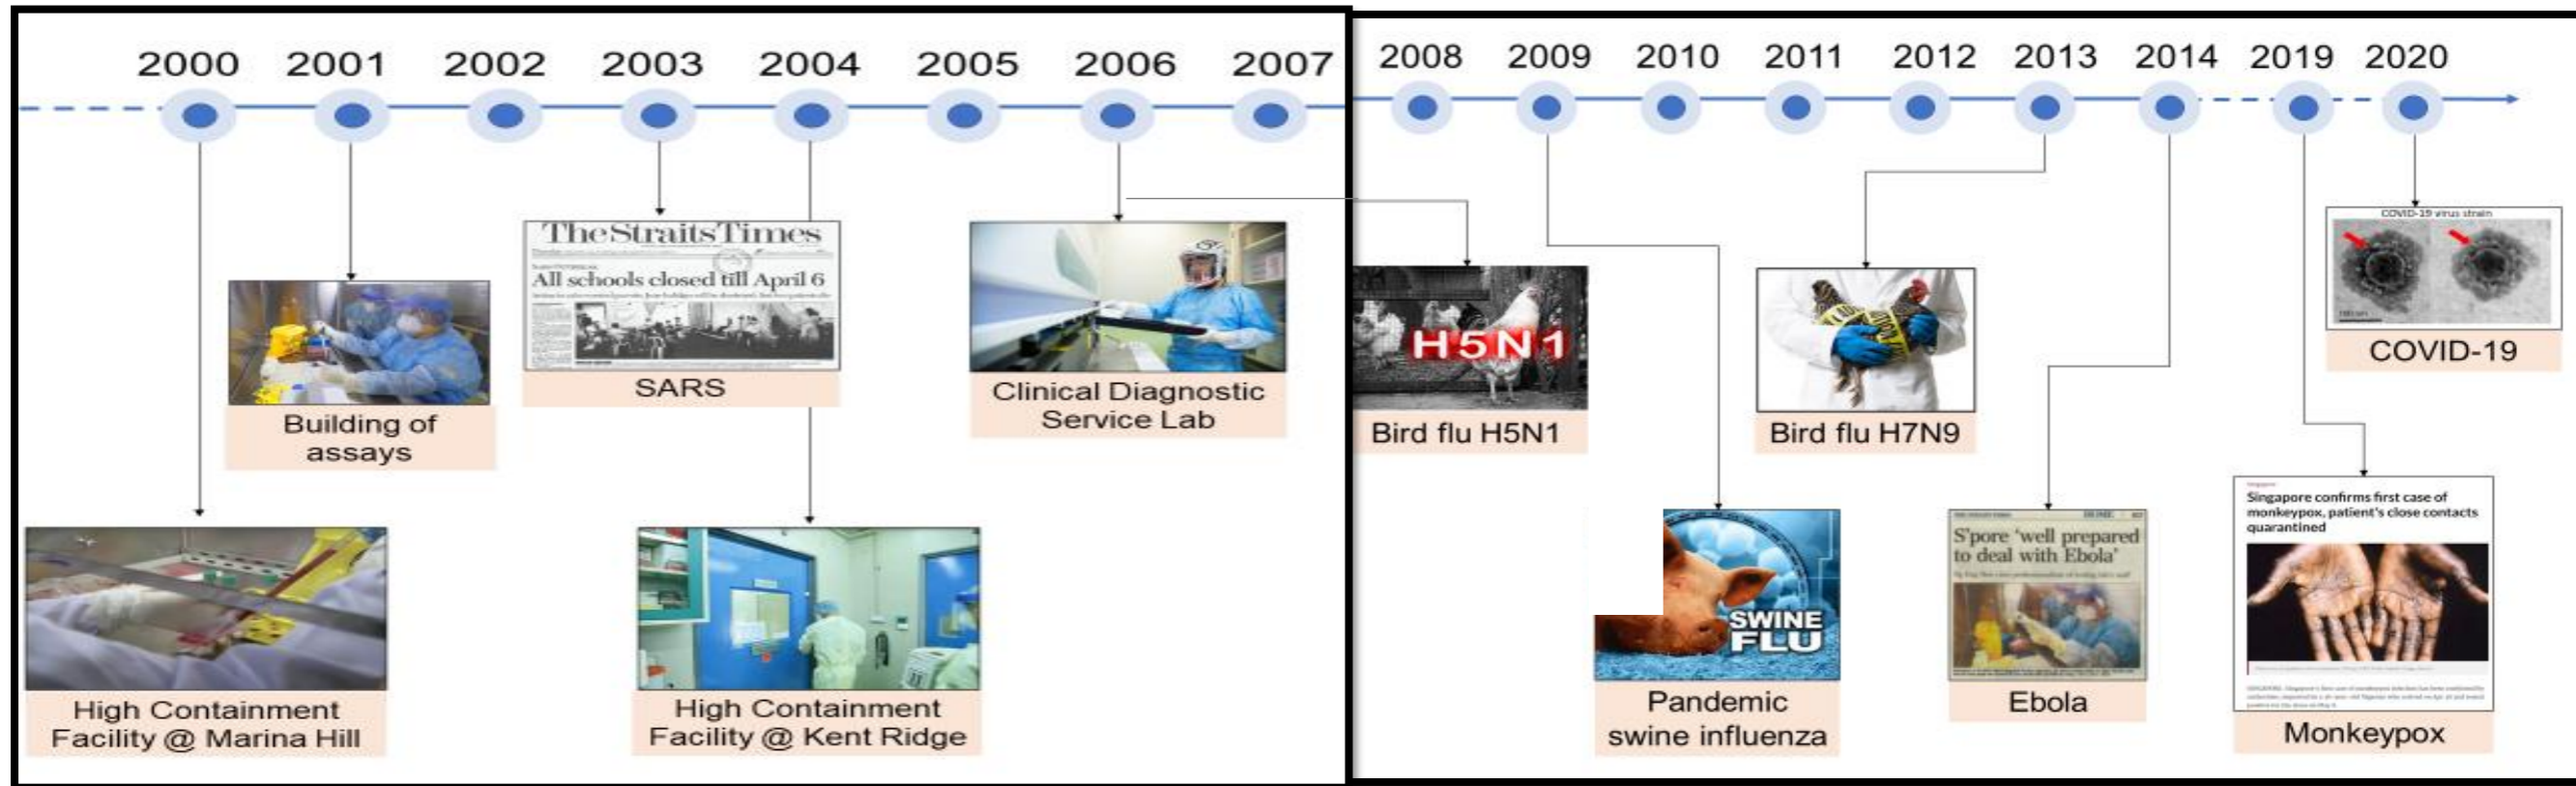 2000 2001 2002 2003 2004 2005 2006 2007 2008 2009 2010 2011 2012 2013 2014 2019 2020
The Straits Times
All schools closed till April 6
SARS
Building of
assays
High Containment
Facility @ Marina Hill
High Containment
Facility @ Kent Ridge
Clinical Diagnostic
Service Lab
H5N1
Bird flu H5N1
SWINE
FLU
Pandemic
swine influenza
Bird flu H7N9
S'pore 'well prepared
to deal with Ebola'
Ebola
Singapore confirms first case of
monkeypox, patient's close contacts
quarantined
Monkeypox
COVID-19 virus strain
COVID-19